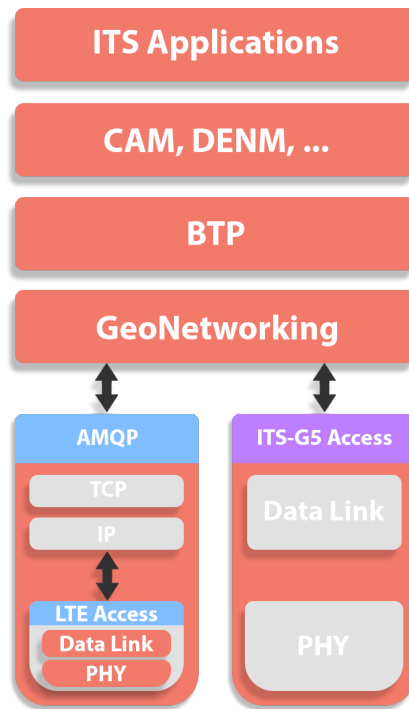 ITS Applications
CAM, DENM, ...
BTP
GeoNetworking
AMQP
TCP
IP
LTE Access
Data Link
PHY
ITS-G5 Access
Data Link
PHY